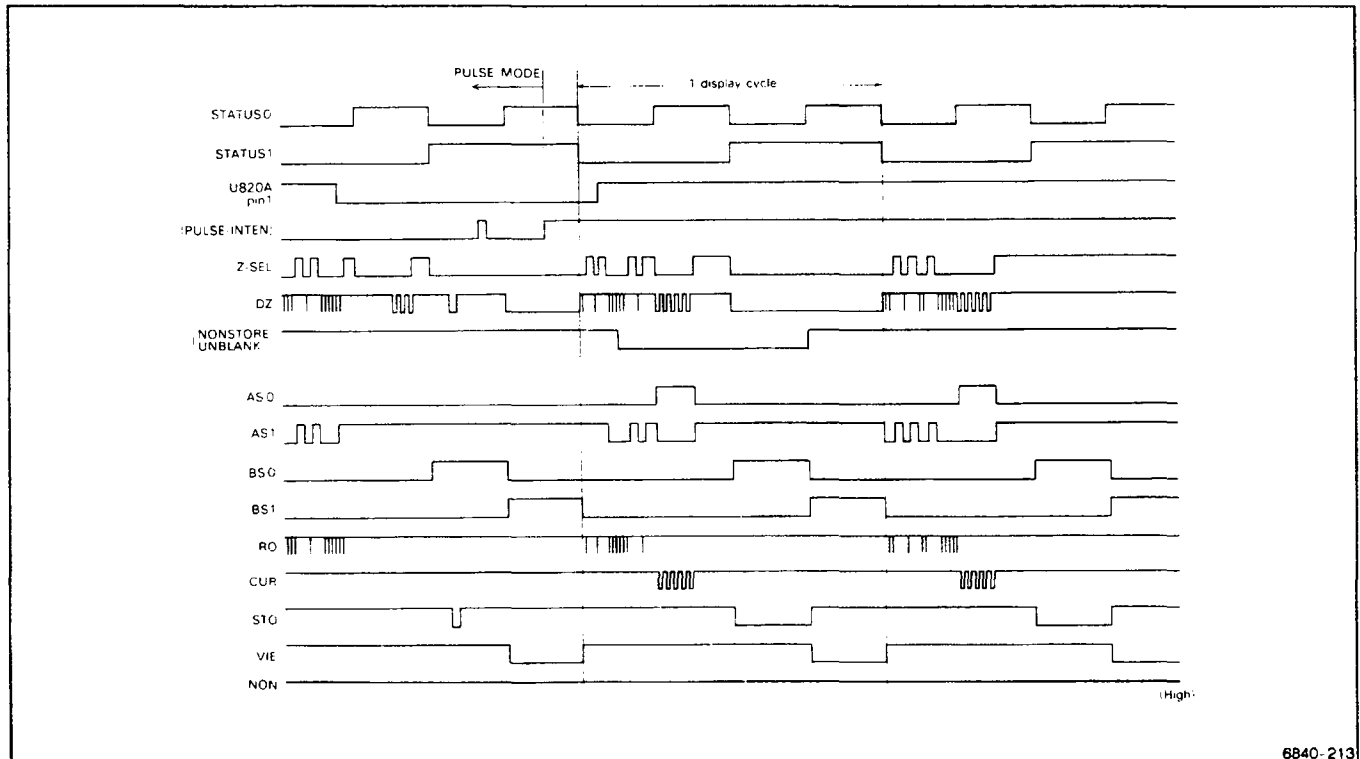 PULSE MODE
1 display cycle
STATUS0
STATUS1
U820A
pin1
(PULSE-INTEN)
Z-SEL
DZ
(NONSTORE
UNBLANK
AS0
AS1
BS0
BS1
RO
CUR
STO
VIE
NON
(High)
6840-213